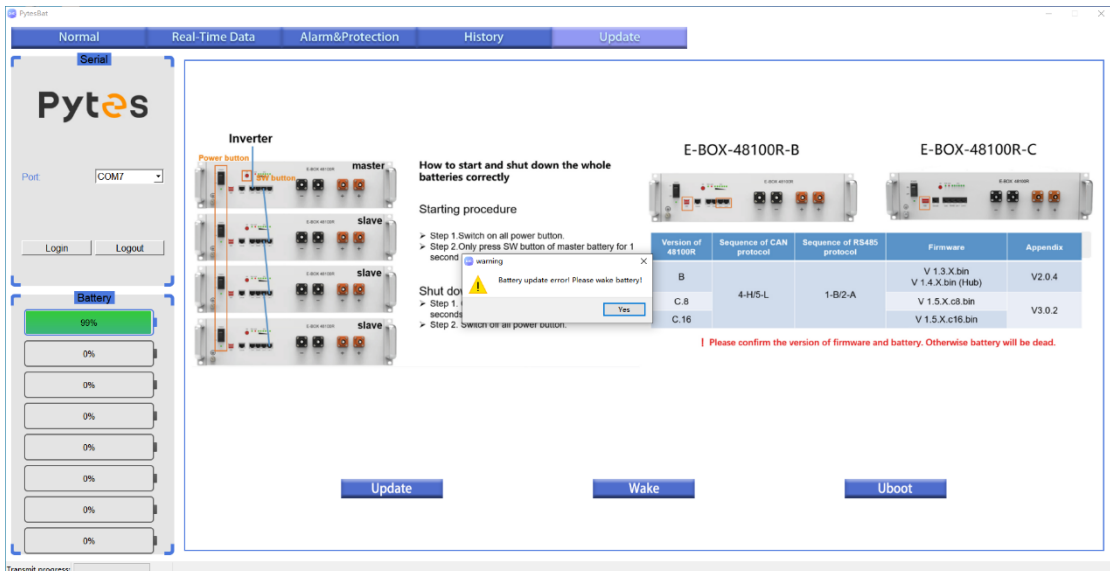 PytesBat
Normal
Real-Time Data
Alarm&Protection
History
Update
Serial
Pytes
Port:
COM7
Login
Logout
Battery
99%
0%
0%
0%
0%
0%
0%
0%
Transmit progress:
Inverter
Power button
SW button
master
slave
slave
slave
How to start and shut down the whole
batteries correctly
Starting procedure
➢ Step 1.Switch on all power button.
➢ Step 2.Only press SW button of master battery for 1
second
Shut do
➢ Step 1.
seconds
➢ Step 2. Switch off all power button.
warning
Battery update error! Please wake battery!
Yes
E-BOX-48100R-B
E-BOX-48100R-C
Version of
48100R
Sequence of CAN
protocol
Sequence of RS485
protocol
Firmware
Appendix
B
4-H/5-L
1-B/2-A
V 1.3.X.bin
V 1.4.X.bin (Hub)
V2.0.4
C.8
V 1.5.X.c8.bin
V3.0.2
C.16
V 1.5.X.c16.bin
! Please confirm the version of firmware and battery. Otherwise battery will be dead.
Update
Wake
Uboot